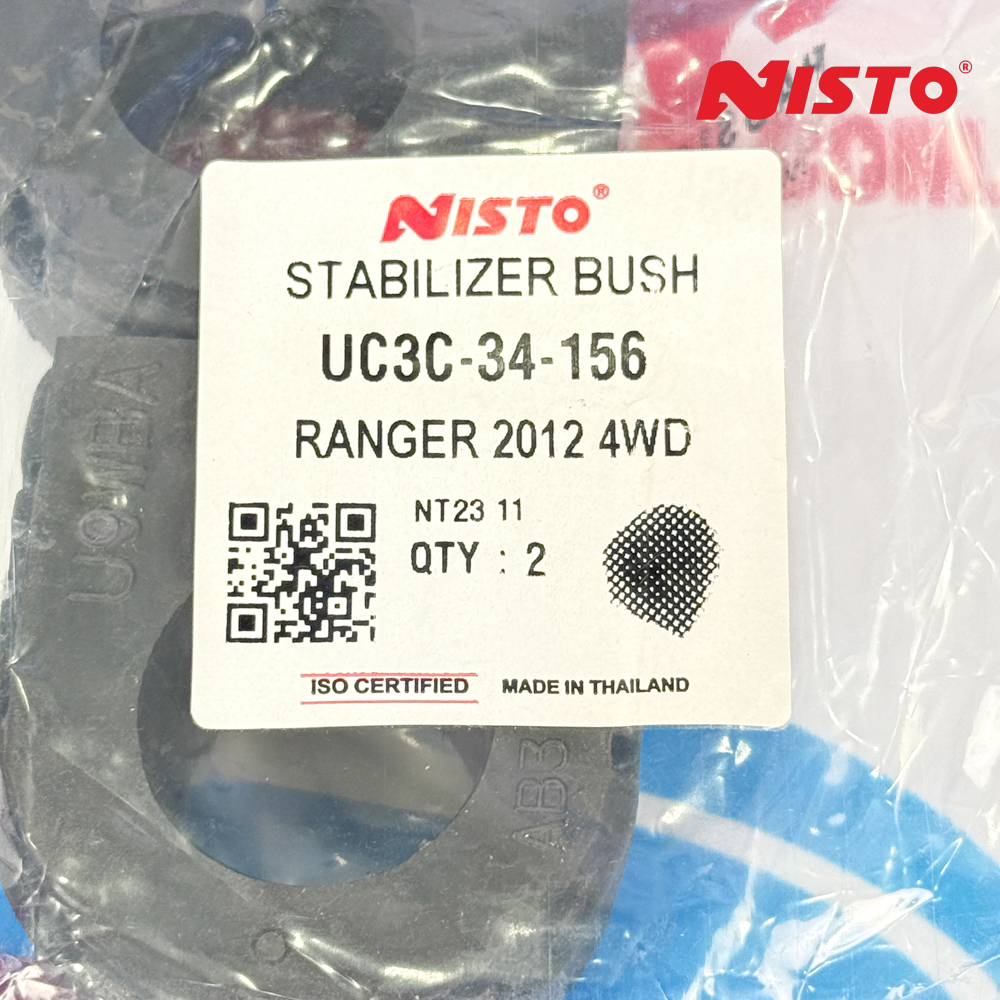 NISTO®
NISTO®
STABILIZER BUSH
UC3C-34-156
RANGER 2012 4WD
NT23 11
QTY : 2
ISO CERTIFIED MADE IN THAILAND
AB3